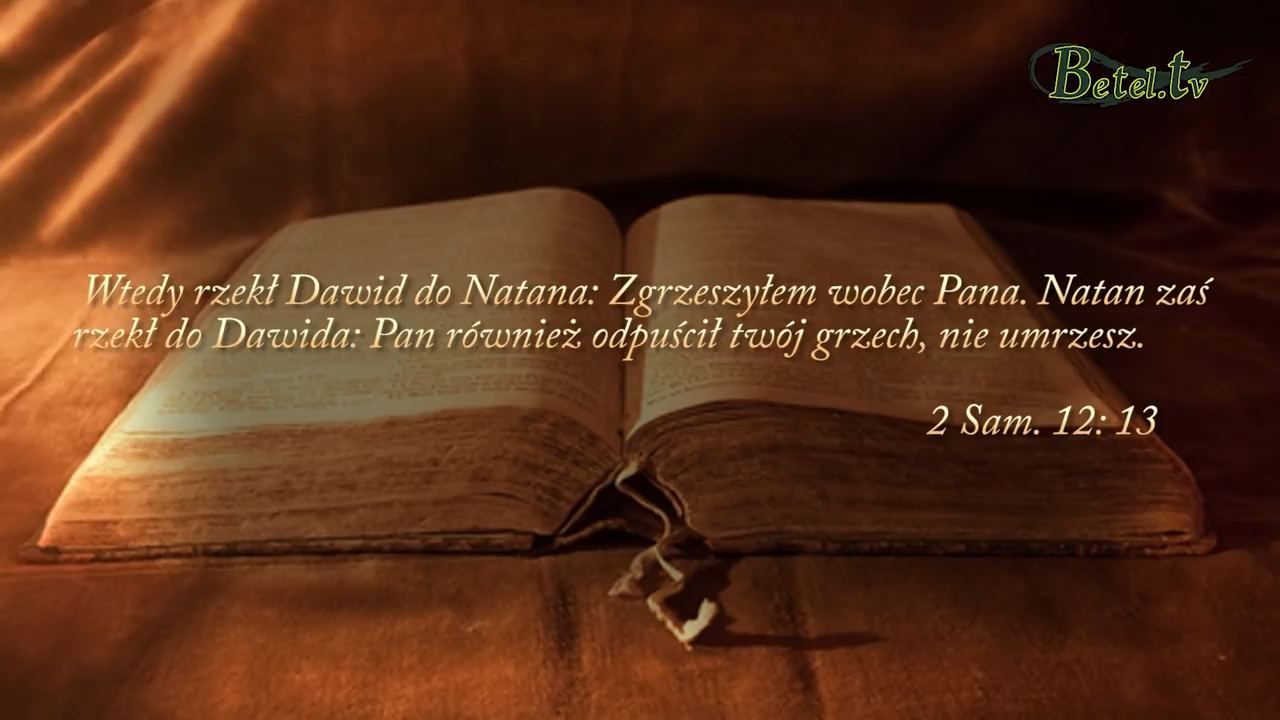 Betel.tv
Wtedy rzekł Dawid do Natana: Zgrzeszyłem wobec Pana. Natan zaś
rzekł do Dawida: Pan również odpuścił twój grzech, nie umrzesz.
2 Sam. 12: 13